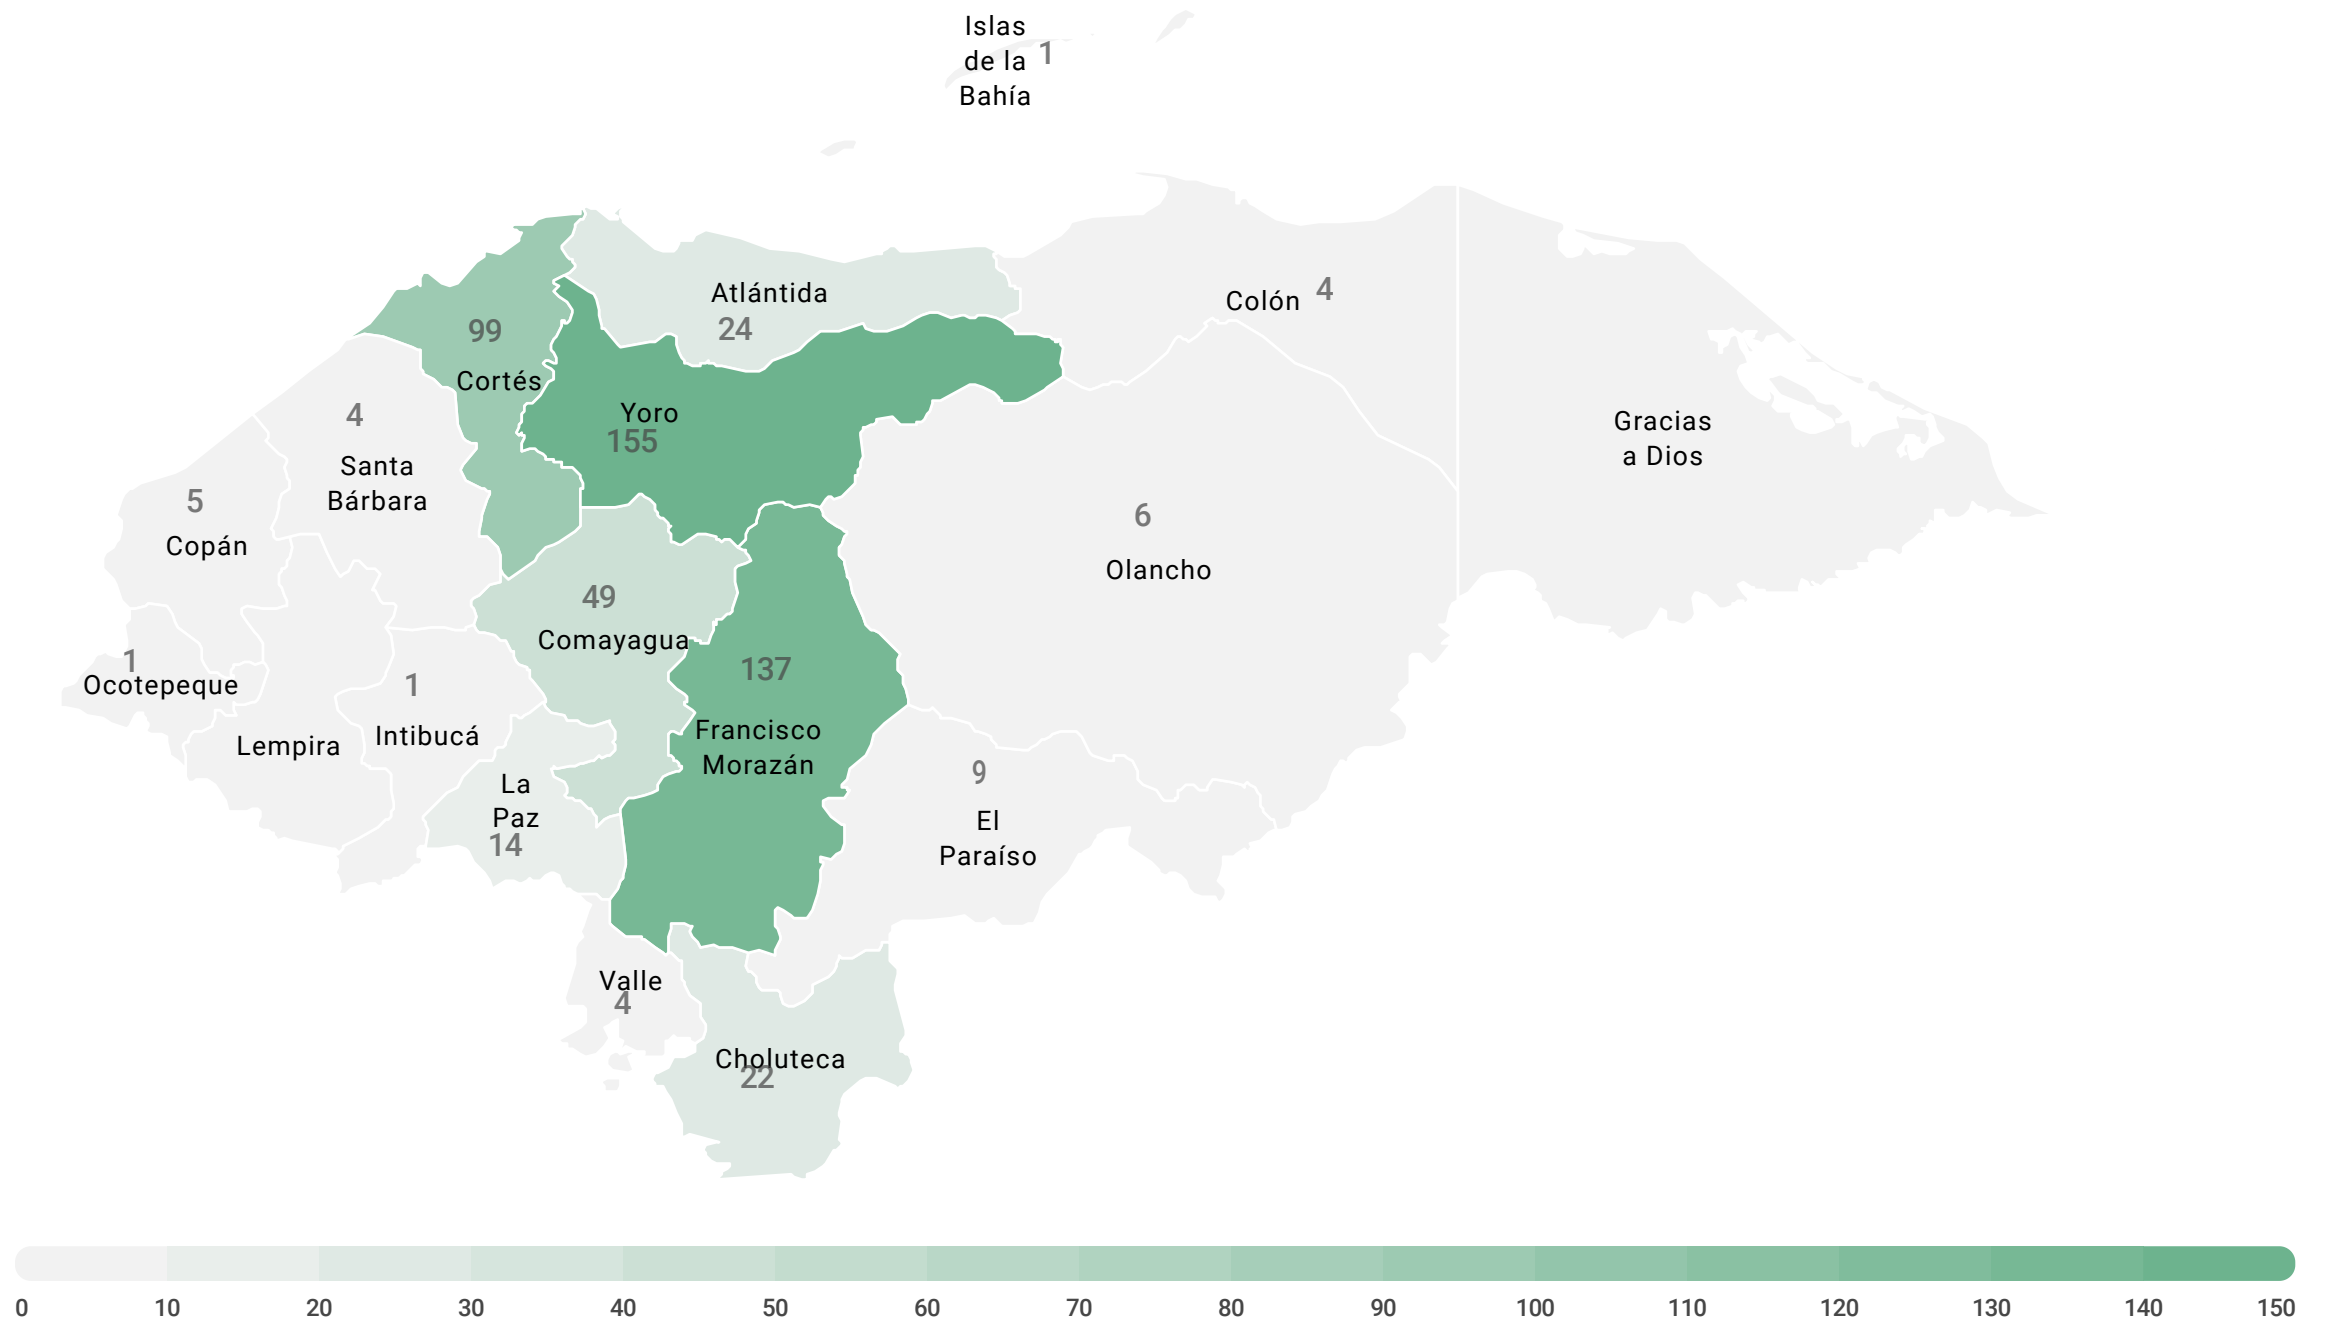 Islas
de la
Bahía
1
Atlántida
24
Colón
4
99
Cortés
Yoro
155
Gracias
a Dios
4
Santa
Bárbara
5
Copán
6
Olancho
49
Comayagua
137
Francisco
Morazán
1
Ocotepeque
1
Intibucá
Lempira
La
Paz
14
9
El
Paraíso
Valle
4
Choluteca
22
0 10 20 30 40 50 60 70 80 90 100 110 120 130 140 150